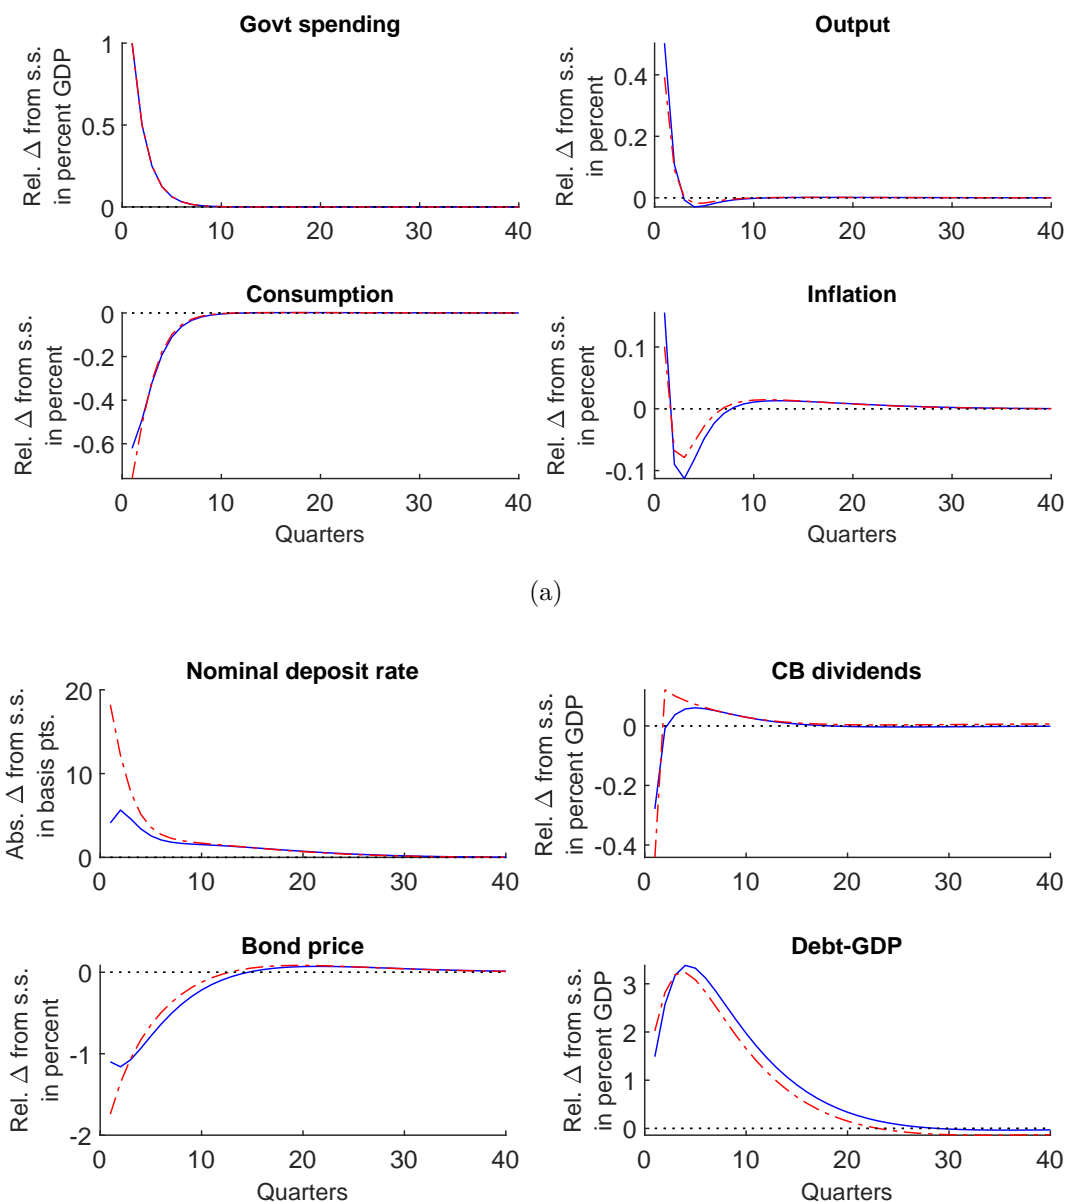 Govt spending
Rel. Δ from s.s.
in percent GDP
1
0.5
0
0 10 20 30 40
Output
Rel. Δ from s.s.
in percent
0.4
0.2
0
0 10 20 30 40
Consumption
Rel. Δ from s.s.
in percent
0
-0.2
-0.4
-0.6
0 10 20 30 40
Quarters
Inflation
Rel. Δ from s.s.
in percent
0.1
0
-0.1
0 10 20 30 40
Quarters
(a)
Nominal deposit rate
Abs. Δ from s.s.
in basis pts.
20
10
0
0 10 20 30 40
CB dividends
Rel. Δ from s.s.
in percent GDP
0
-0.2
-0.4
0 10 20 30 40
Bond price
Rel. Δ from s.s.
in percent
0
-1
-2
0 10 20 30 40
Quarters
Debt-GDP
Rel. Δ from s.s.
in percent GDP
3
2
1
0
0 10 20 30 40
Quarters